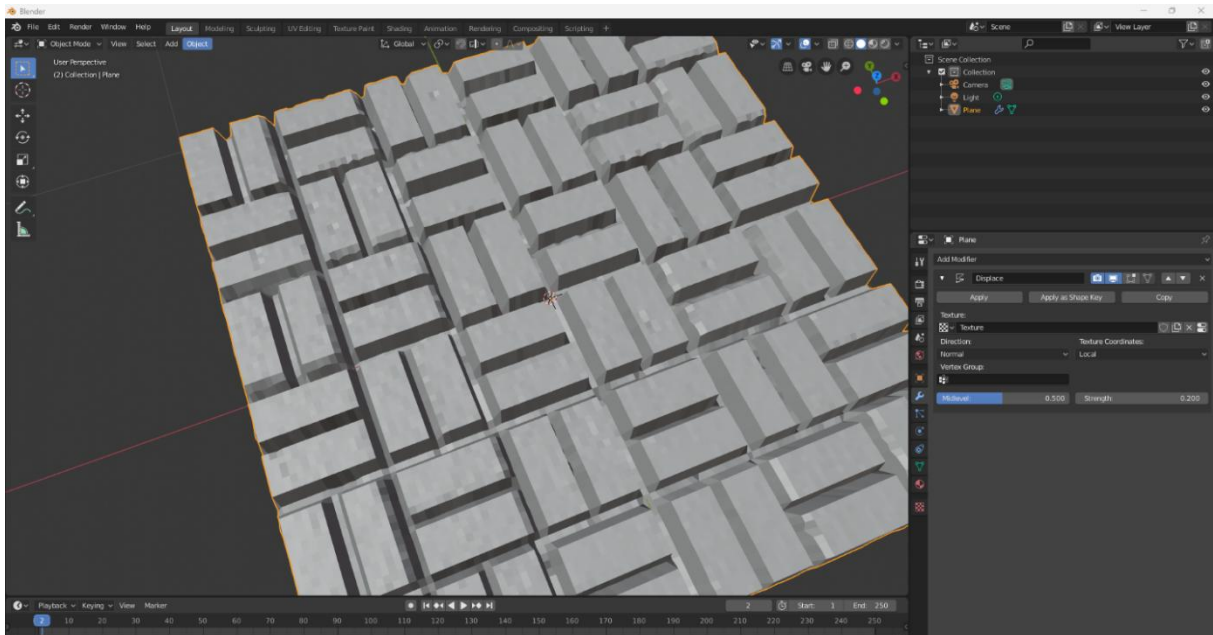 Blender
File Edit Render Window Help Layout Modeling Sculpting UV Editing Texture Paint Shading Animation Rendering Compositing Scripting + Scene View Layer
Object Mode View Select Add Object Global
User Perspective
(2) Collection | Plane
Scene Collection
Collection
Camera
Light
Plane
Plane
Add Modifier
Displace
Apply Apply as Shape Key Copy
Texture:
Texture
Direction: Texture Coordinates:
Normal Local
Vertex Group:
Midlevel: 0.500 Strength: 0.200
Playback Keying View Marker 2 Start: 1 End: 250
2 10 20 30 40 50 60 70 80 90 100 110 120 130 140 150 160 170 180 190 200 210 220 230 240 250